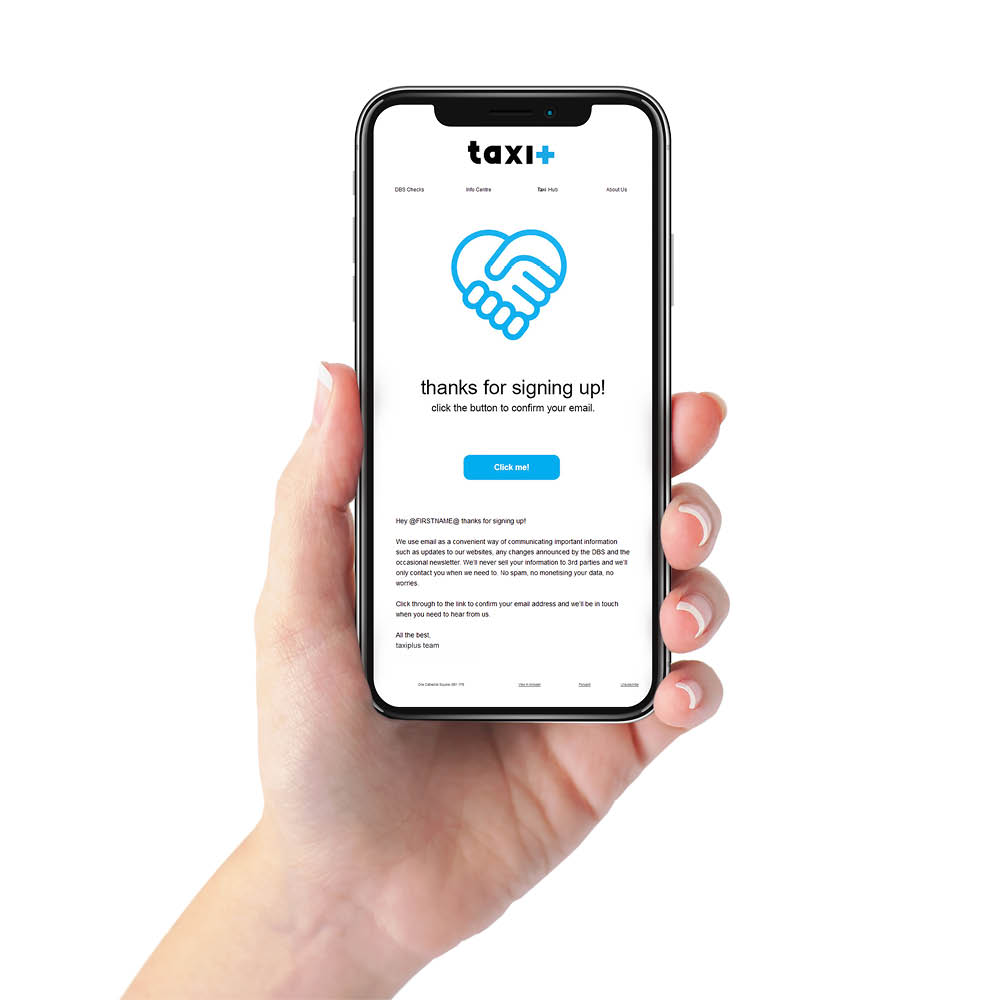 taxi+
DBS Checks Info Centre Taxi Hub About Us
thanks for signing up!
click the button to confirm your email.
Click me!
Hey @FIRSTNAME@ thanks for signing up!
We use email as a convenient way of communicating important information
such as updates to our websites, any changes announced by the DBS and the
occasional newsletter. We'll never sell your information to 3rd parties and we'll
only contact you when we need to. No spam, no monetising your data, no
worries.
Click through to the link to confirm your email address and we'll be in touch
when you need to hear from us.
All the best,
taxiplus team
One Cathedral Square View in browser Forward Unsubscribe